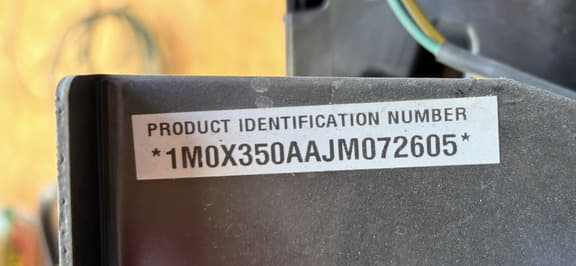 PRODUCT IDENTIFICATION NUMBER
*1M0X350AAJM072605*